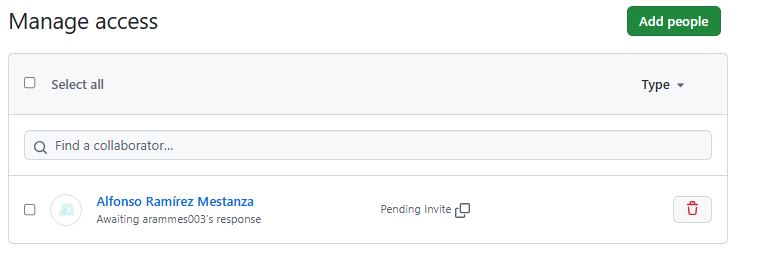 Manage access
Add people
Select all
Type
Find a collaborator...
Alfonso Ramírez Mestanza
Awaiting arammes003's response
Pending Invite